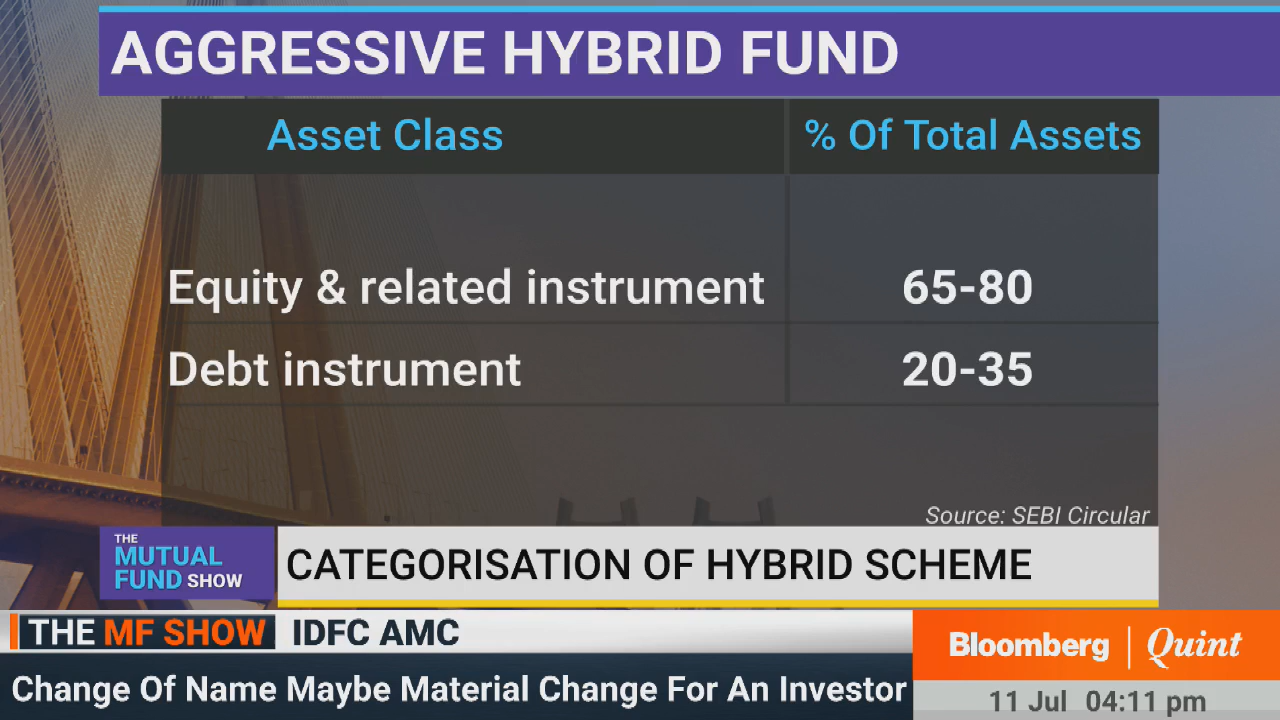 AGGRESSIVE HYBRID FUND
Asset Class % Of Total Assets
Equity & related instrument 65-80
Debt instrument 20-35
Source: SEBI Circular
THE
MUTUAL
FUND SHOW
CATEGORISATION OF HYBRID SCHEME
THE MF SHOW IDFC AMC
Change Of Name Maybe Material Change For An Investor
Bloomberg | Quint
11 Jul 04:11 pm